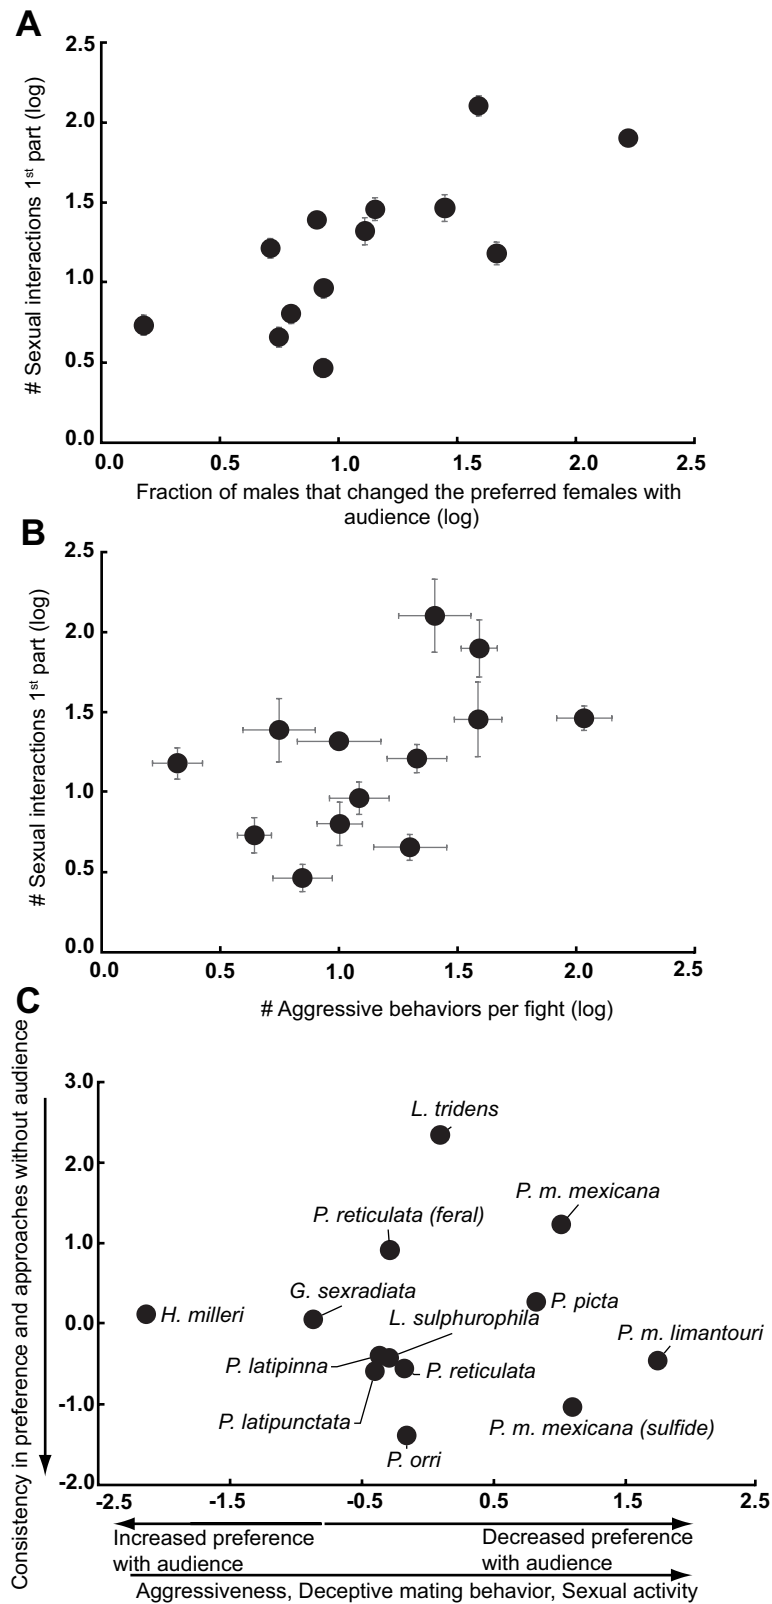 A
2.5
2.0
1.5
1.0
0.5
0.0
# Sexual interactions 1st part (log)
0.0 0.5 1.0 1.5 2.0 2.5
Fraction of males that changed the preferred females with
audience (log)
B
2.5
2.0
1.5
1.0
0.5
0.0
# Sexual interactions 1st part (log)
0.0 0.5 1.0 1.5 2.0 2.5
# Aggressive behaviors per fight (log)
C
Consistency in preference and approaches without audience
3.0
2.0
1.0
0.0
-1.0
-2.0
L. tridens
P. m. mexicana
P. reticulata (feral)
G. sexradiata
H. milleri
L. sulphurophila
P. picta
P. m. limantouri
P. latipinna
P. reticulata
P. latipunctata
P. m. mexicana (sulfide)
P. orri
-2.5 -1.5 -0.5 0.5 1.5 2.5
Increased preference
with audience
Decreased preference
with audience
Aggressiveness, Deceptive mating behavior, Sexual activity